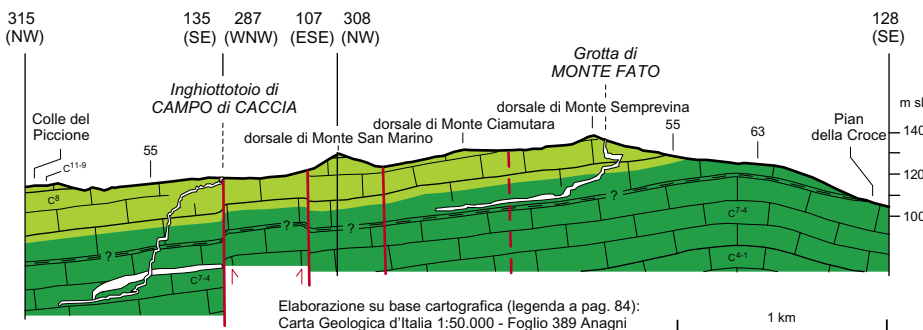 315 135 287 107 308 128
(NW) (SE) (WNW) (ESE) (NW) (SE)
Grotta di
MONTE FATO
Inghiottotoio di
CAMPO di CACCIA
Colle del
Piccione
dorsale di Monte Semprevina
dorsale di Monte Ciamutara
dorsale di Monte San Marino
Pian
della Croce
m sl
140
120
100
55
55
63
C11-9
C8
?
?
?
?
C7-4
C7-4
C4-1
Elaborazione su base cartografica (legenda a pag. 84):
Carta Geologica d'Italia 1:50.000 - Foglio 389 Anagni
1 km